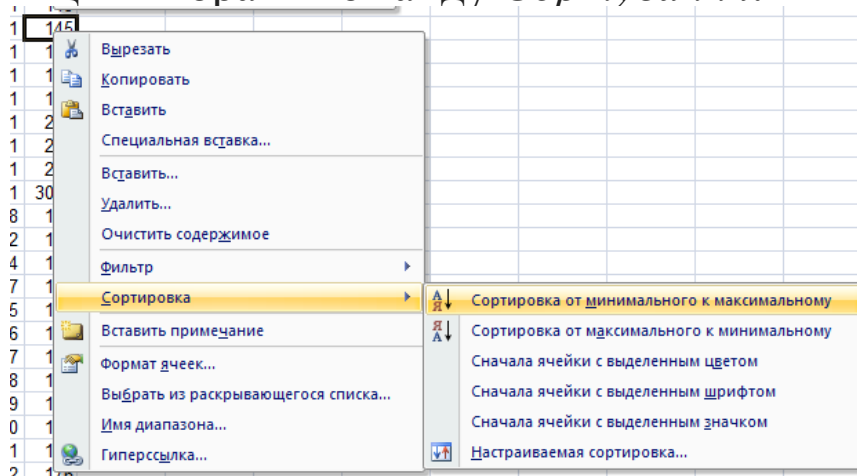 145
Вырезать
Копировать
Вставить
Специальная вставка...
Вставить...
Удалить...
Очистить содержимое
Фильтр
Сортировка
Вставить примечание
Формат ячеек...
Выбрать из раскрывающегося списка...
Имя диапазона...
Гиперссылка...
Сортировка от минимального к максимальному
Сортировка от максимального к минимальному
Сначала ячейки с выделенным цветом
Сначала ячейки с выделенным шрифтом
Сначала ячейки с выделенным значком
Настраиваемая сортировка...